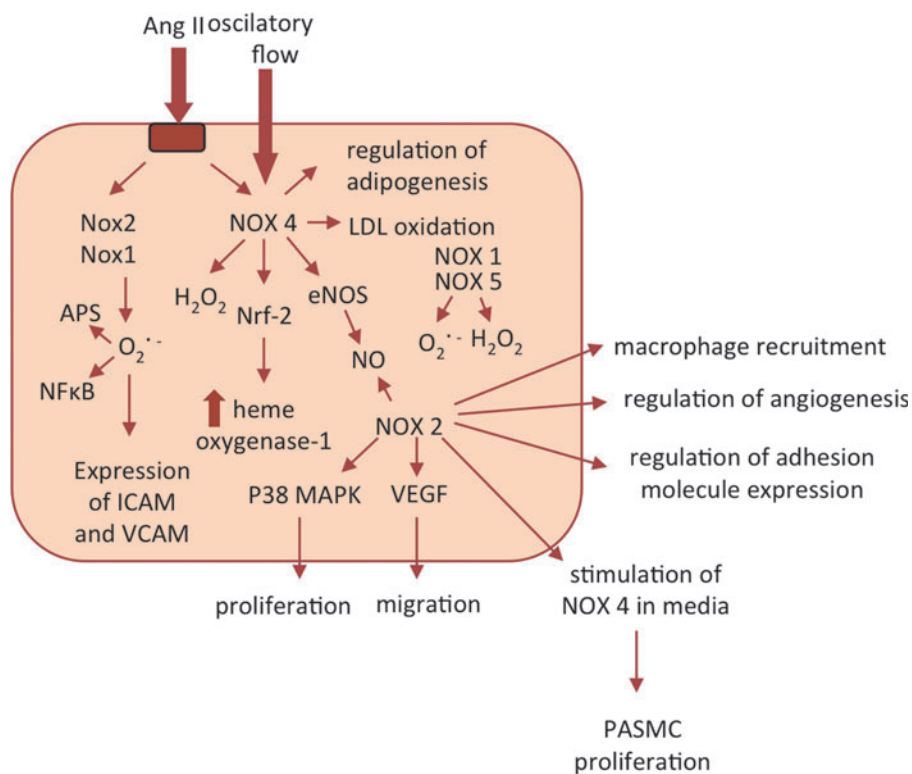 Ang II
oscilatory
flow
regulation of
adipogenesis
Nox2
Nox1
NOX 4
LDL oxidation
NOX 1
NOX 5
H₂O₂
Nrf-2
eNOS
APS
O₂˙⁻
NFκB
NO
O₂˙⁻
H₂O₂
macrophage recruitment
heme
oxygenase-1
NOX 2
regulation of angiogenesis
Expression
of ICAM
and VCAM
P38 MAPK
VEGF
regulation of adhesion
molecule expression
proliferation
migration
stimulation of
NOX 4 in media
PASMC
proliferation